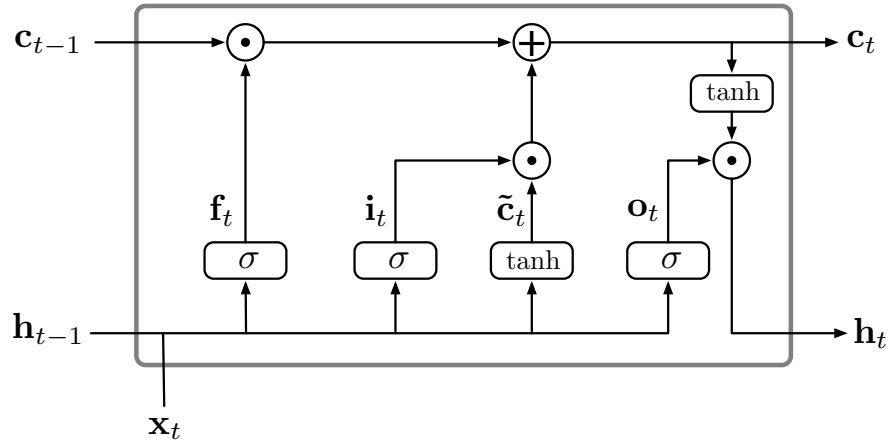 c_{t−1} c_t
tanh
f_t i_t c̃_t o_t
σ σ tanh σ
h_{t−1} h_t
x_t